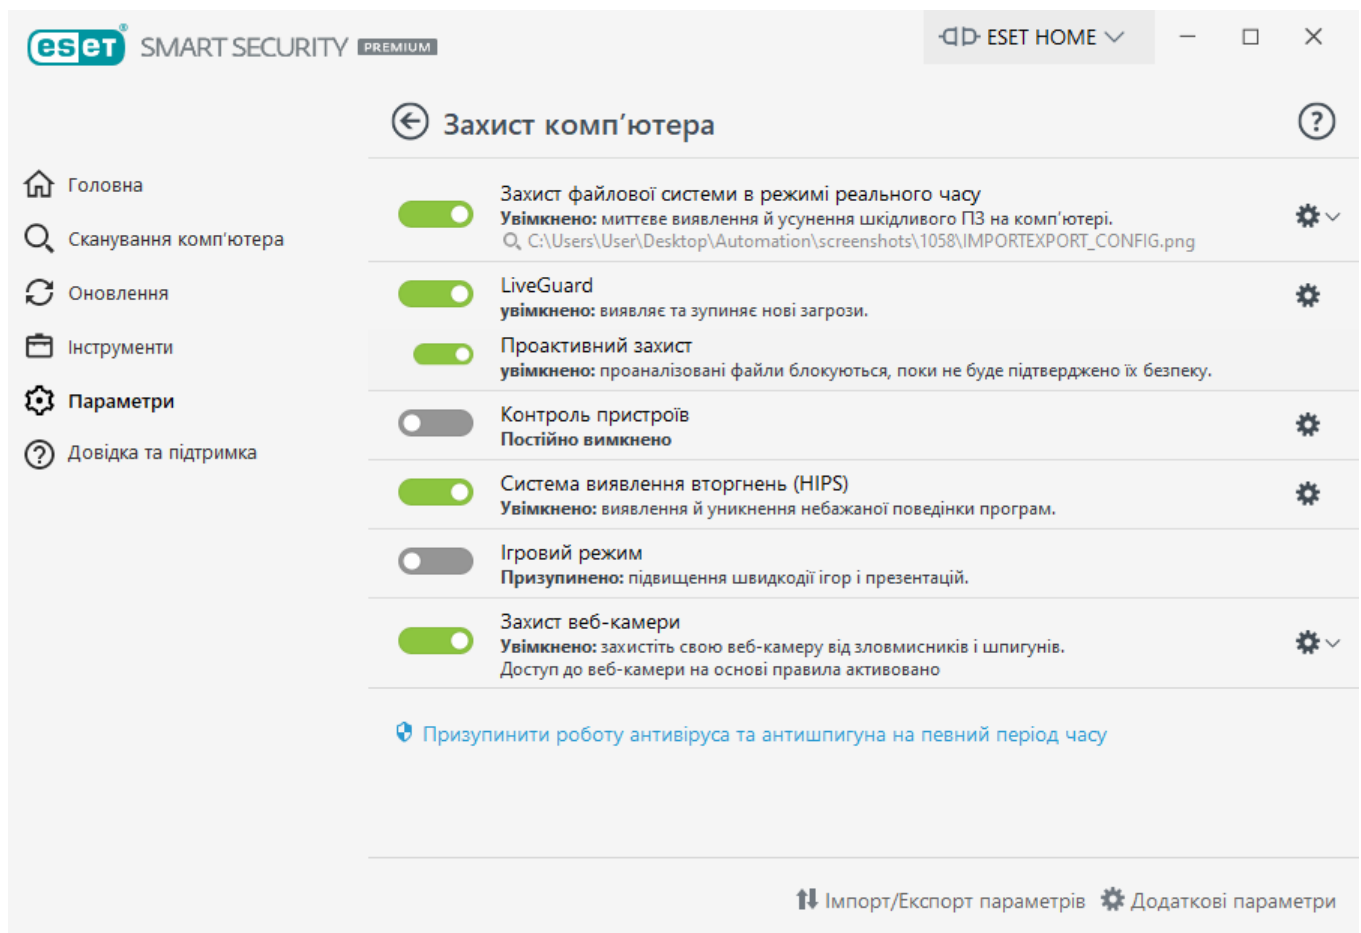 eset® SMART SECURITY PREMIUM
ESET HOME
Захист комп’ютера
Головна
Сканування комп’ютера
Оновлення
Інструменти
Параметри
Довідка та підтримка
Захист файлової системи в режимі реального часу
Увімкнено: миттєве виявлення й усунення шкідливого ПЗ на комп’ютері.
C:\Users\User\Desktop\Automation\screenshots\1058\IMPORTEXPORT_CONFIG.png
LiveGuard
увімкнено: виявляє та зупиняє нові загрози.
Проактивний захист
увімкнено: проаналізовані файли блокуються, поки не буде підтверджено їх безпеку.
Контроль пристроїв
Постійно вимкнено
Система виявлення вторгнень (HIPS)
Увімкнено: виявлення й уникнення небажаної поведінки програм.
Ігровий режим
Призупинено: підвищення швидкодії ігор і презентацій.
Захист веб-камери
Увімкнено: захистіть свою веб-камеру від зловмисників і шпигунів.
Доступ до веб-камери на основі правила активовано
Призупинити роботу антивіруса та антишпигуна на певний період часу
Імпорт/Експорт параметрів Додаткові параметри